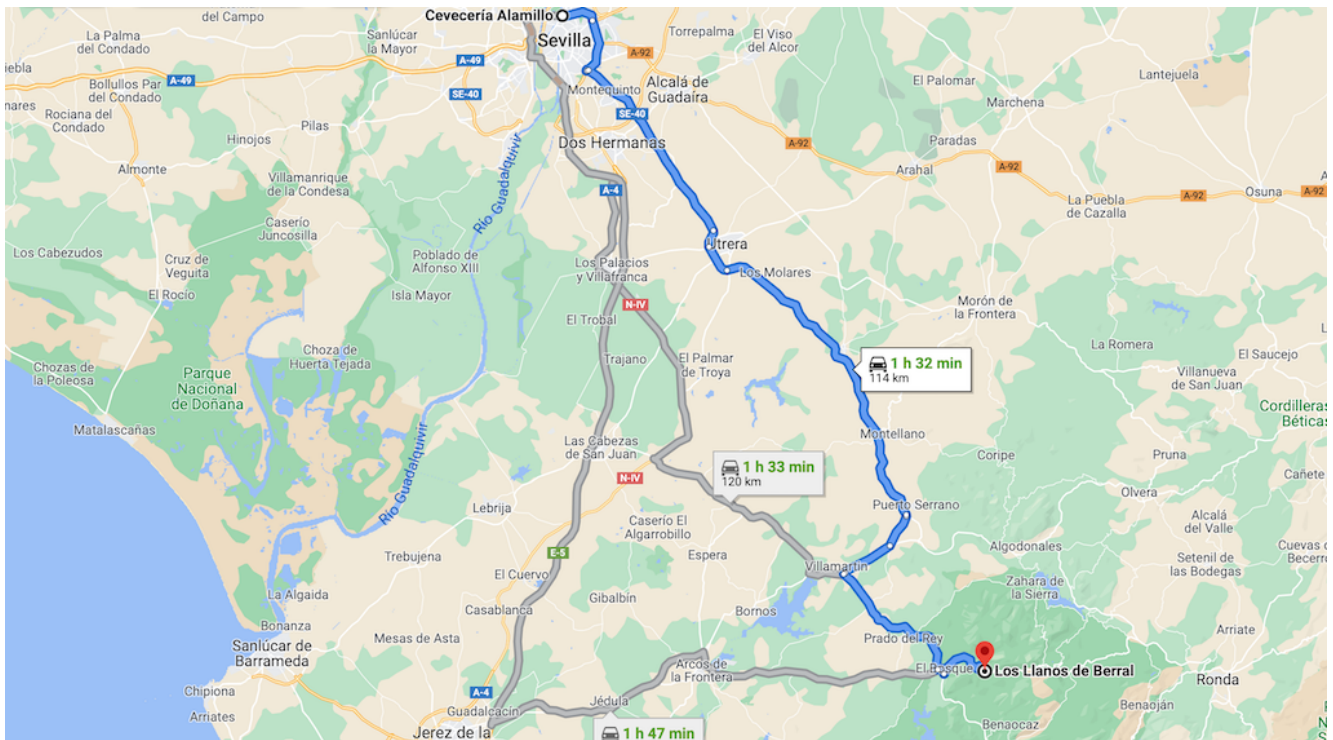 La Palma
del Condado
del Campo
Sanlúcar
la Mayor
Cevecería Alamillo
Sevilla
Torrepalma
A-92
El Viso
del Alcor
A-49
A-49
Bollullos Par
del Condado
SE-40
Montequinto
Alcalá de
Guadaíra
El Palomar
Lantejuela
Marchena
nares
Rociana del
Condado
Hinojos
Pilas
SE-40
Dos Hermanas
A-92
Paradas
Arahal
A-92
Almonte
Villamanrique
de la Condesa
A-4
Río Guadalquivir
La Puebla
de Cazalla
A-92
Osuna
A-92
Caserío
Juncosilla
Los Cabezudos
Cruz de
Veguita
Poblado de
Alfonso XIII
Utrera
Los Molares
Los Palacios
y Villafranca
El Rocío
Isla Mayor
N-IV
El Trobal
Morón de
la Frontera
La Romera
Chozas de
la Poleosa
Choza de
Huerta Tejada
Trajano
El Palmar
de Troya
1 h 32 min
114 km
El Saucejo
Villanueva
de San Juan
Parque
Nacional
de Doñana
Matalascañas
Cordilleras
Béticas
Las Cabezas
de San Juan
Montellano
Coripe
Pruna
N-IV
1 h 33 min
120 km
Cañete
Olvera
Río Guadalquivir
Lebrija
Caserío El
Algarrobillo
Puerto Serrano
Alcalá
del Valle
Trebujena
E-5
Espera
Algodonales
Setenil de
las Bodegas
Cuevas de
Becerro
El Cuervo
Villamartín
Zahara de
la Sierra
La Algaida
Casablanca
Gibalbín
Bornos
Bonanza
Mesas de Asta
Prado del Rey
Arriate
Sanlúcar de
Barrameda
Arcos de
la Frontera
El Bosque
Los Llanos de Berral
Ronda
Chipiona
A-4
Jédula
Arriates
Guadalcacín
Benaoján
Jerez de la
1 h 47 min
Benaocaz